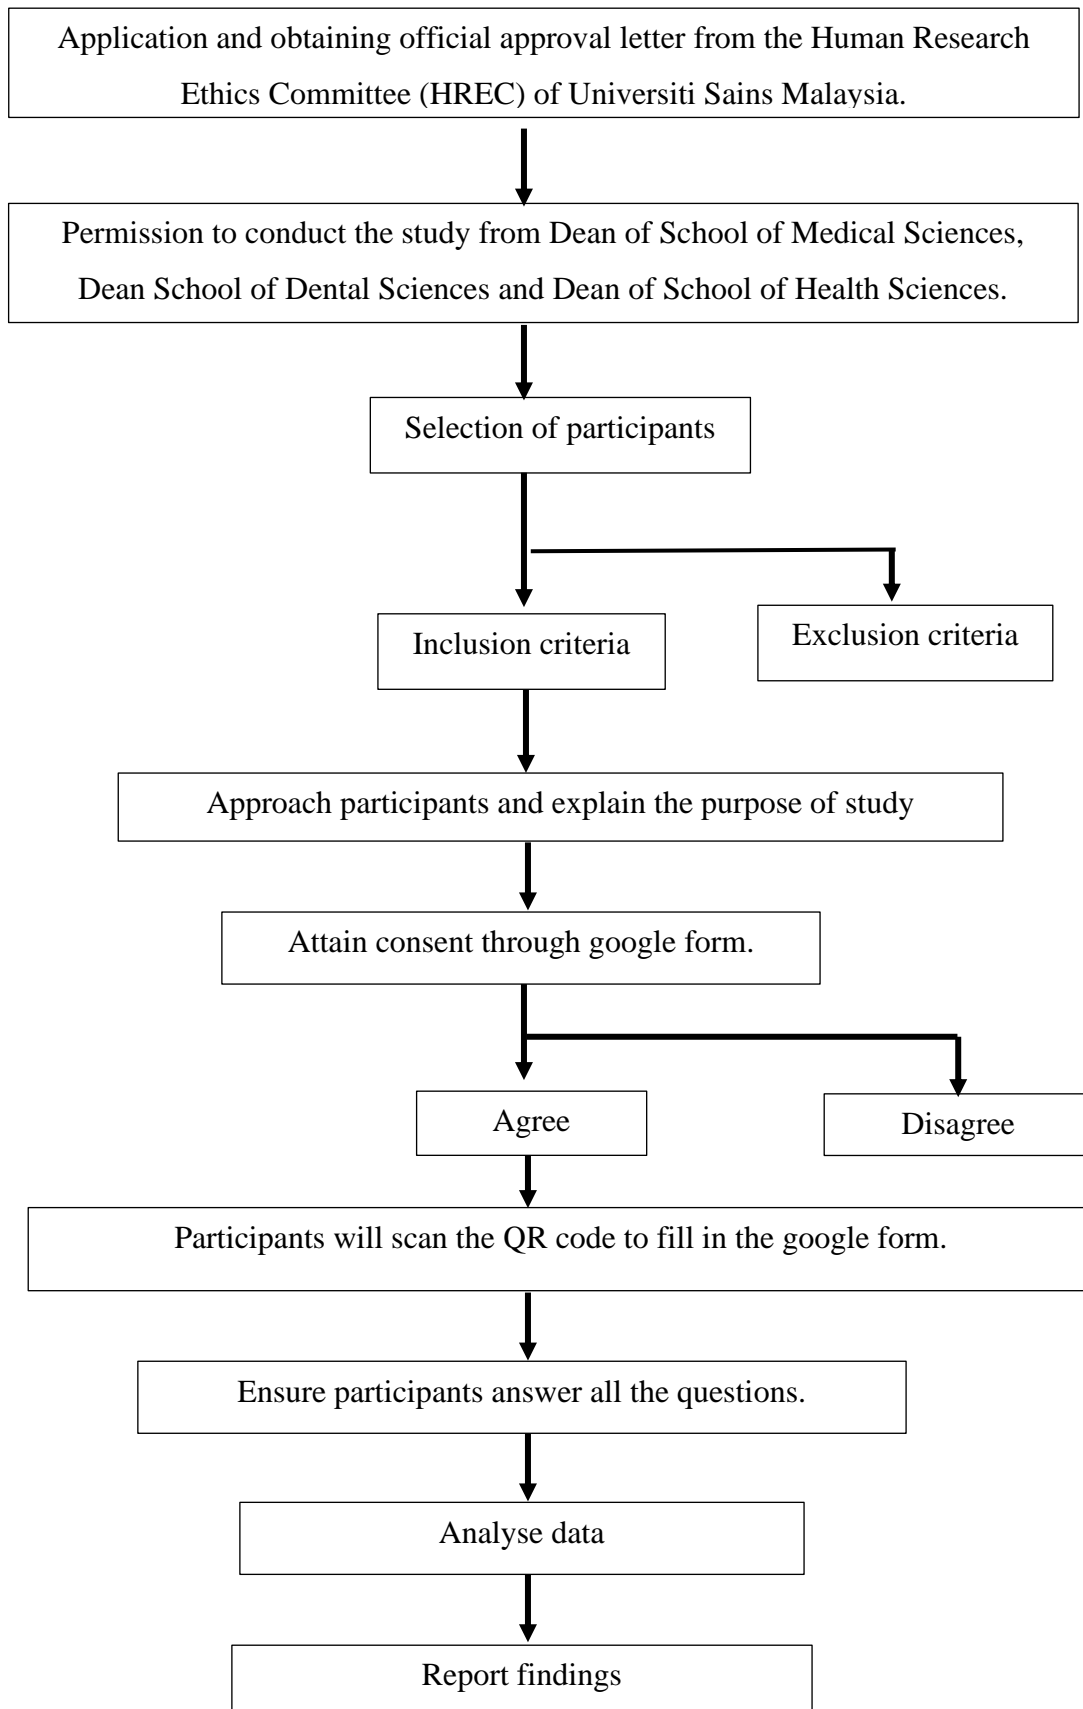 Application and obtaining official approval letter from the Human Research
Ethics Committee (HREC) of Universiti Sains Malaysia.
Permission to conduct the study from Dean of School of Medical Sciences,
Dean School of Dental Sciences and Dean of School of Health Sciences.
Selection of participants
Inclusion criteria
Exclusion criteria
Approach participants and explain the purpose of study
Attain consent through google form.
Agree
Disagree
Participants will scan the QR code to fill in the google form.
Ensure participants answer all the questions.
Analyse data
Report findings